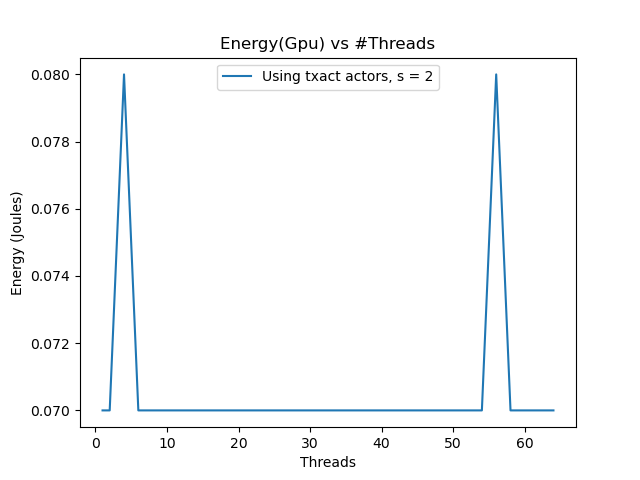 Energy(Gpu) vs #Threads
Using txact actors, s = 2
0.080
0.078
0.076
0.074
0.072
0.070
Energy (Joules)
0 10 20 30 40 50 60
Threads